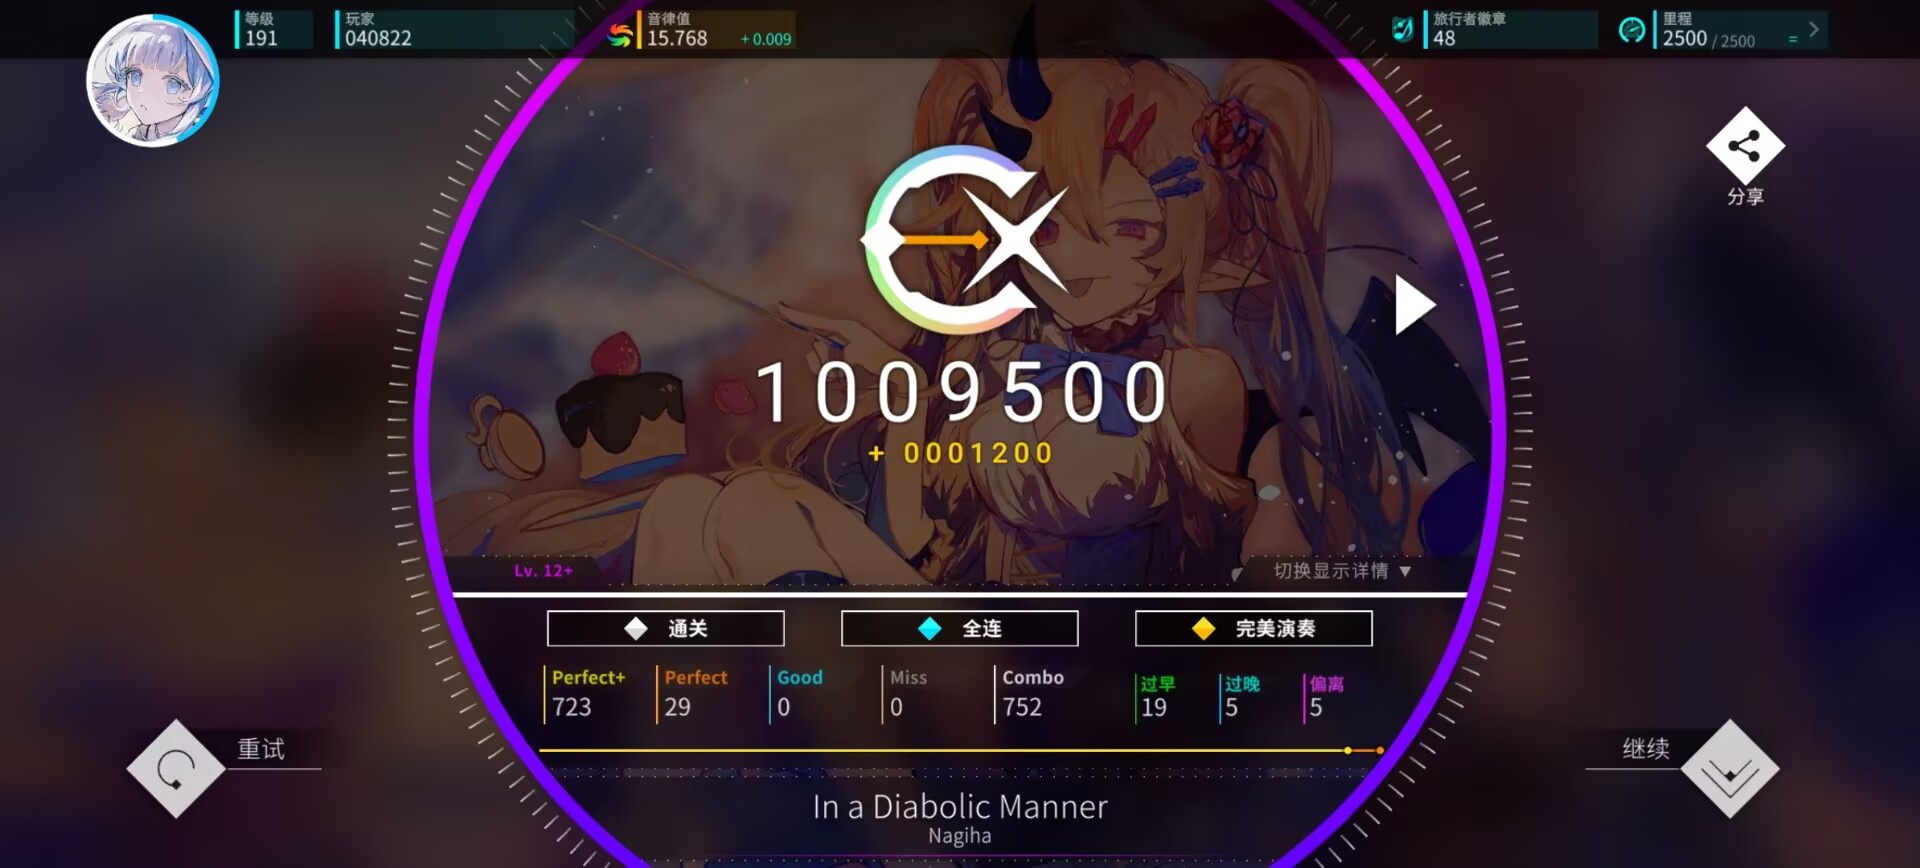 等级
191
玩家
040822
音律值
15.768 +0.009
旅行者徽章
48
里程
2500 / 2500 =
分享
EX
1009500
+ 0001200
Lv. 12+
切换显示详情 ▼
通关
全连
完美演奏
Perfect+ Perfect Good Miss Combo 过早 过晚 偏离
723 29 0 0 752 19 5 5
重试
继续
In a Diabolic Manner
Nagiha